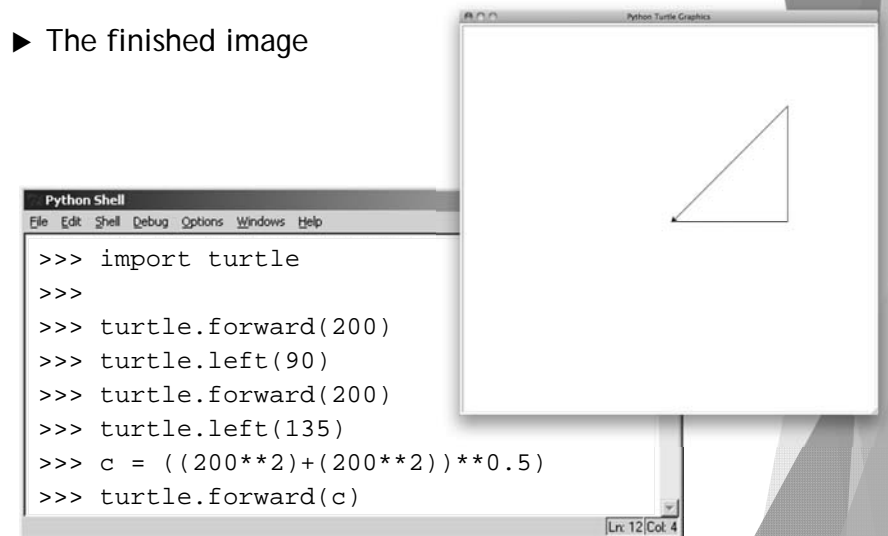 Python Turtle Graphics
▶ The finished image
Python Shell
File Edit Shell Debug Options Windows Help
>>> import turtle
>>>
>>> turtle.forward(200)
>>> turtle.left(90)
>>> turtle.forward(200)
>>> turtle.left(135)
>>> c = ((200**2)+(200**2))**0.5)
>>> turtle.forward(c)
Ln: 12 Col: 4